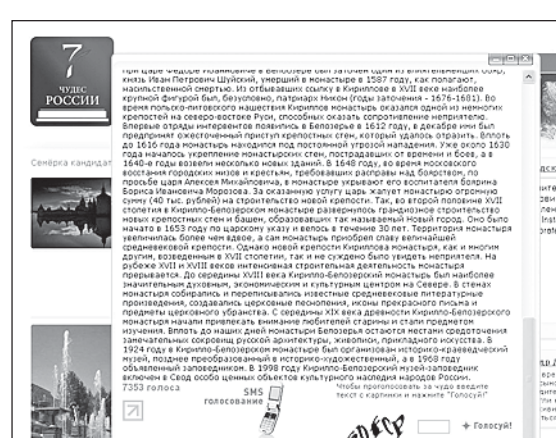 7
ЧУДЕС
РОССИИ
Семёрка кандидат
при царе Федоре Иоанновиче в Белозерье был заточен один из влиятельнейших бояр,
князь Иван Петрович Шуйский, умерший в монастыре в 1587 году, как полагают,
насильственной смертью. Из отбывавших ссылку в Кириллове в XVII веке наиболее
крупной фигурой был, безусловно, патриарх Никон (годы заточения - 1676-1681). Во
время польско-литовского нашествия Кириллов монастырь оказался одной из немногих
крепостей на северо-востоке Руси, способных оказать сопротивление неприятелю.
Впервые отряды интервентов появились в Белозерье в 1612 году, в декабре ими был
предпринят ожесточенный приступ крепостных стен, который удалось отразить. Вплоть
до 1616 года монастырь находился под постоянной угрозой нападения. Уже около 1630
года началось укрепление монастырских стен, пострадавших от времени и боев, а в
1640-е годы возвели несколько новых зданий. В 1648 году, во время московского
восстания городских низов и крестьян, требовавших расправы над боярством, по
просьбе царя Алексея Михайловича, в монастыре укрывают его воспитателя боярина
Бориса Ивановича Морозова. За оказанную услугу царь жалует монастырю огромную
сумму (40 тыс. рублей) на строительство новой крепости. Так, во второй половине XVII
столетия в Кирилло-Белозерском монастыре развернулось грандиозное строительство
новых крепостных стен и башен, образовавших так называемый Новый город. Оно было
начато в 1653 году по царскому указу и велось в течение 30 лет. Территория монастыря
увеличилась более чем вдвое, а сам монастырь приобрел славу величайшей
средневековой крепости. Однако новой крепости Кириллова монастыря, как и многим
другим, возведенным в XVII столетии, так и не суждено было увидеть неприятеля. На
рубеже XVII и XVIII веков интенсивная строительная деятельность монастыря
прерывается. До середины XVIII века Кирилло-Белозерский монастырь был наиболее
значительным духовным, экономическим и культурным центром на Севере. В стенах
монастыря собирались и переписывались известные средневековые литературные
произведения, создавались церковные песнопения, иконы прекрасного письма и
предметы церковного убранства. С середины XIX века древности Кирилло-Белозерского
монастыря начали привлекать внимание любителей старины и стали предметом
изучения. Вплоть до наших дней монастыри Белозерья остаются местами средоточения
замечательных сокровищ русской архитектуры, живописи, прикладного искусства. В
1924 году в Кирилло-Белозерском монастыре был организован историко-краеведческий
музей, позднее преобразованный в историко-художественный, а в 1968 году
объявленный заповедником. В 1998 году Кирилло-Белозерский музей-заповедник
включен в Свод особо ценных объектов культурного наследия народов России.
7353 голоса
SMS
голосование
Чтобы проголосовать за чудо введите
текст с картинки и нажмите "Голосуй!"
Голосуй!